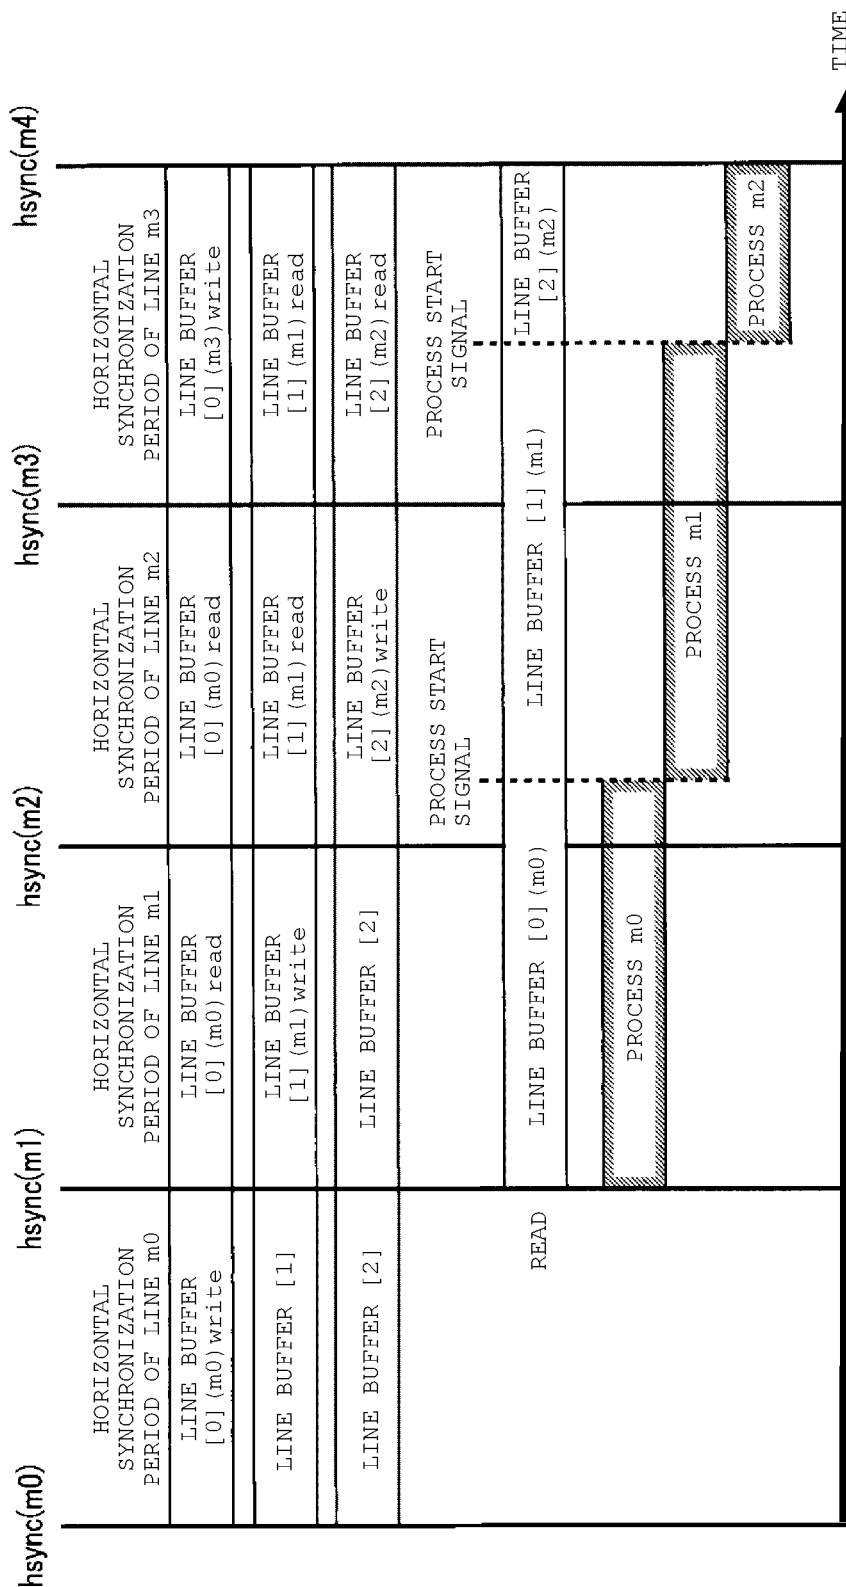 hsync(m0)
hsync(m1)
hsync(m2)
hsync(m3)
hsync(m4)
HORIZONTAL
SYNCHRONIZATION
PERIOD OF LINE m0
HORIZONTAL
SYNCHRONIZATION
PERIOD OF LINE m1
HORIZONTAL
SYNCHRONIZATION
PERIOD OF LINE m2
HORIZONTAL
SYNCHRONIZATION
PERIOD OF LINE m3
LINE BUFFER
[0](m0)write
LINE BUFFER
[0](m0)read
LINE BUFFER
[0](m0)read
LINE BUFFER
[0](m3)write
LINE BUFFER [1]
LINE BUFFER
[1](m1)write
LINE BUFFER
[1](m1)read
LINE BUFFER
[1](m1)read
LINE BUFFER [2]
LINE BUFFER [2]
LINE BUFFER
[2](m2)write
LINE BUFFER
[2](m2)read
PROCESS START
SIGNAL
PROCESS START
SIGNAL
READ
LINE BUFFER [0](m0)
LINE BUFFER [1](m1)
LINE BUFFER
[2](m2)
PROCESS m0
PROCESS m1
PROCESS m2
TIME